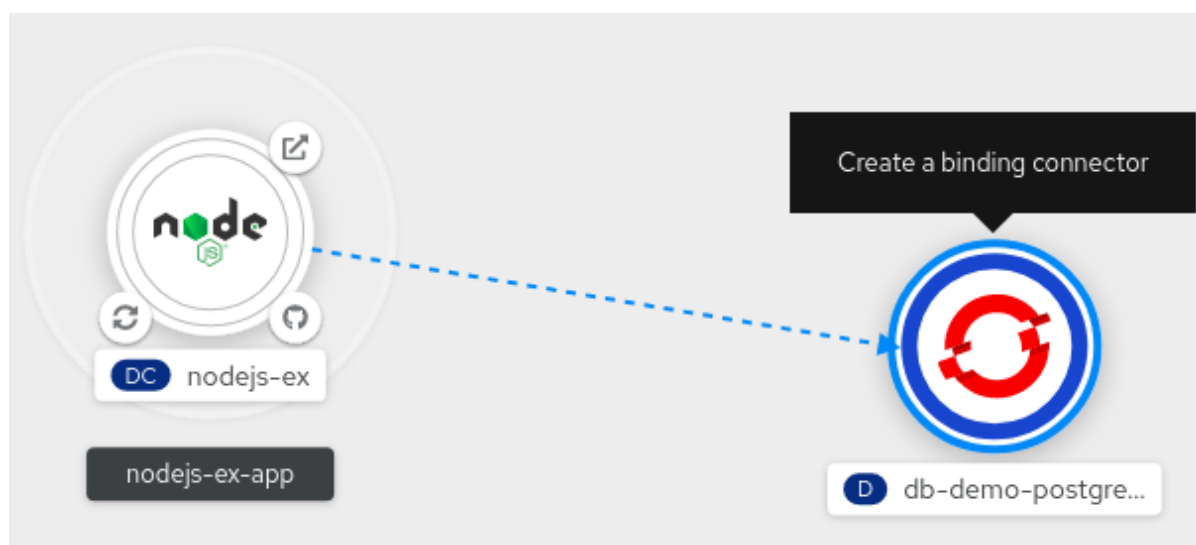 node
JS
Create a binding connector
DC nodejs-ex
nodejs-ex-app
D db-demo-postgre...